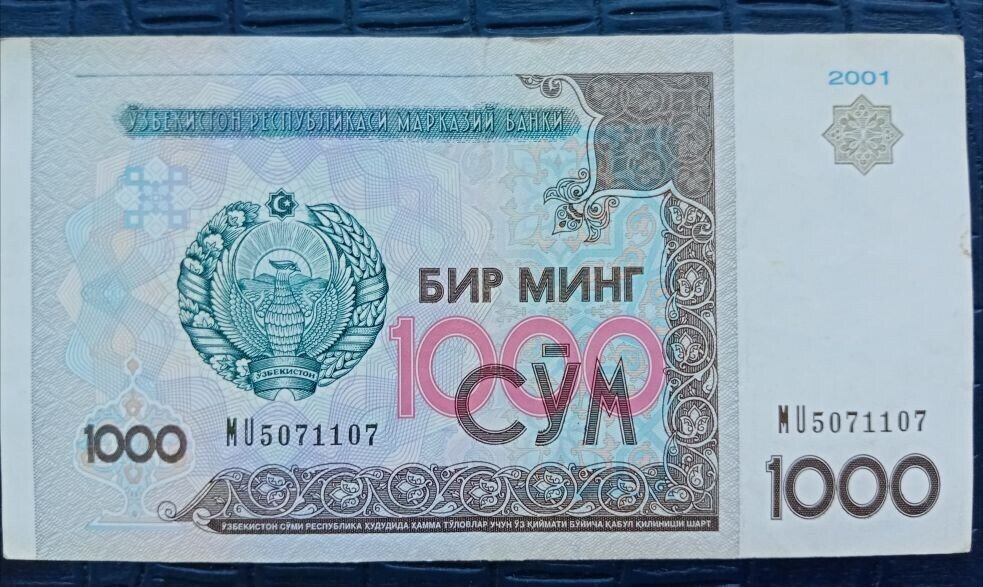 2001
ЎЗБЕКИСТОН РЕСПУБЛИКАСИ МАРКАЗИЙ БАНКИ
БИР МИНГ
1000
СЎМ
ЎЗБЕКИСТОН
MU5071107
MU5071107
1000
1000
ЎЗБЕКИСТОН СЎМИ РЕСПУБЛИКА ҲУДУДИДА ҲАММА ТЎЛОВЛАР УЧУН ЎЗ ҚИЙМАТИ БЎЙИЧА ҚАБУЛ ҚИЛИНИШИ ШАРТ